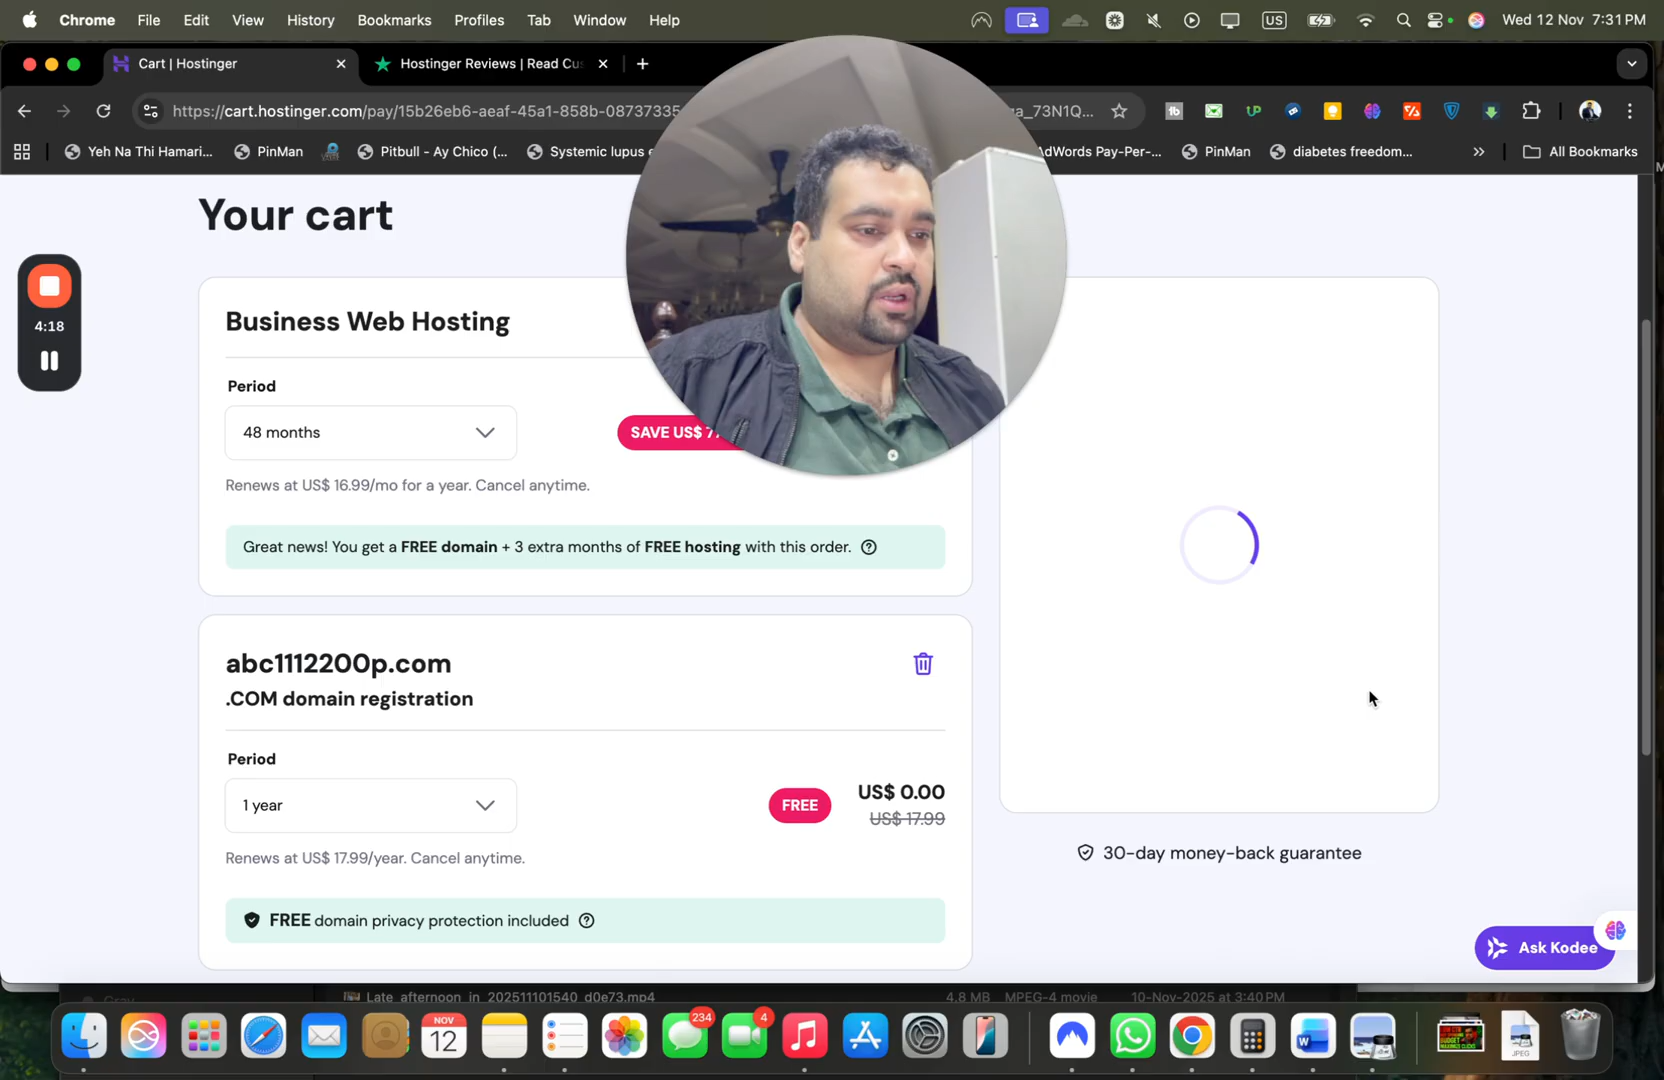 Chrome File Edit View History Bookmarks Profiles Tab Window Help US Wed 12 Nov 7:31 PM
Cart | Hostinger Hostinger Reviews | Read Cu
https://cart.hostinger.com/pay/15b26eb6-aeaf-45a1-858b-08737335 ga_73N1Q...
Yeh Na Thi Hamari... PinMan Pitbull - Ay Chico (... Systemic lupus e AdWords Pay-Per-... PinMan diabetes freedom... » All Bookmarks
Your cart
4:18
Business Web Hosting
Period
48 months
SAVE US$ 7
Renews at US$ 16.99/mo for a year. Cancel anytime.
Great news! You get a FREE domain + 3 extra months of FREE hosting with this order.
abc1112200p.com
.COM domain registration
Period
1 year
FREE
US$ 0.00
US$ 17.99
Renews at US$ 17.99/year. Cancel anytime.
FREE domain privacy protection included
30-day money-back guarantee
Ask Kodee
Late_afternoon_in_202511101540_d0e73.mp4 4.8 MB MPEG-4 movie 10-Nov-2025 at 3:40 PM
NOV
12
234
4
JPEG